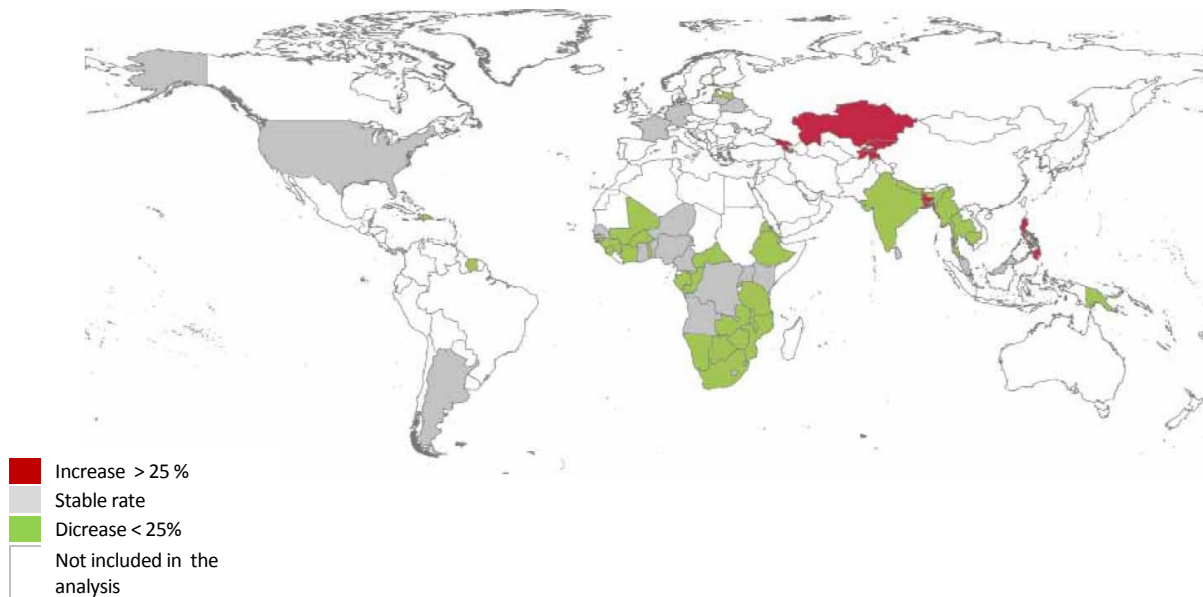 Increase > 25 %
Stable rate
Dicrease < 25%
Not included in the
analysis